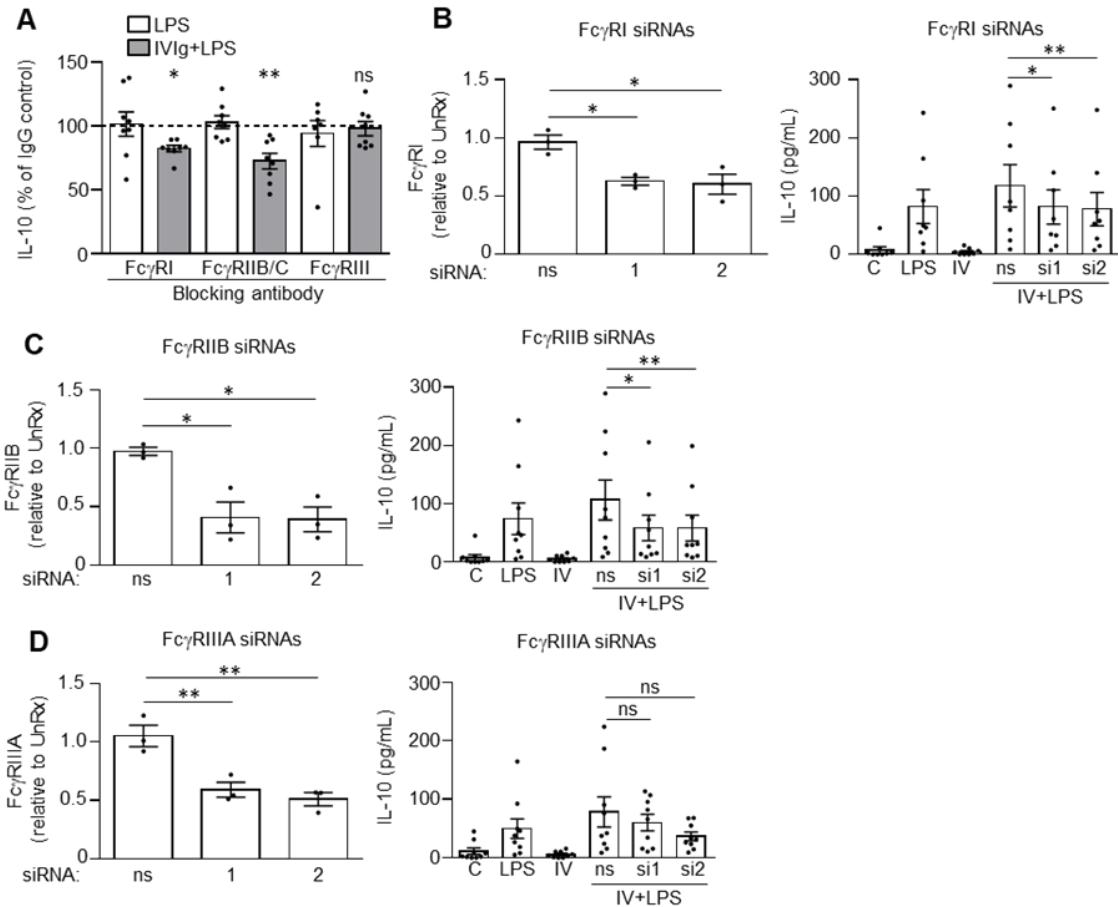 A
LPS
IVIg+LPS
IL-10 (% of IgG control)
150
100
50
0
* ** ns
FcγRI FcγRIIB/C FcγRIII
Blocking antibody
B
FcγRI siRNAs
FcγRI
(relative to UnRx)
1.5
1.0
0.5
0
*
*
siRNA: ns 1 2
FcγRI siRNAs
IL-10 (pg/mL)
300
200
100
0
**
*
C LPS IV ns si1 si2
IV+LPS
C
FcγRIIB siRNAs
FcγRIIB
(relative to UnRx)
1.5
1.0
0.5
0
*
*
siRNA: ns 1 2
FcγRIIB siRNAs
IL-10 (pg/mL)
300
200
100
0
**
*
C LPS IV ns si1 si2
IV+LPS
D
FcγRIIIA siRNAs
FcγRIIIA
(relative to UnRx)
1.5
1.0
0.5
0
**
**
siRNA: ns 1 2
FcγRIIIA siRNAs
IL-10 (pg/mL)
300
200
100
0
ns
ns
C LPS IV ns si1 si2
IV+LPS